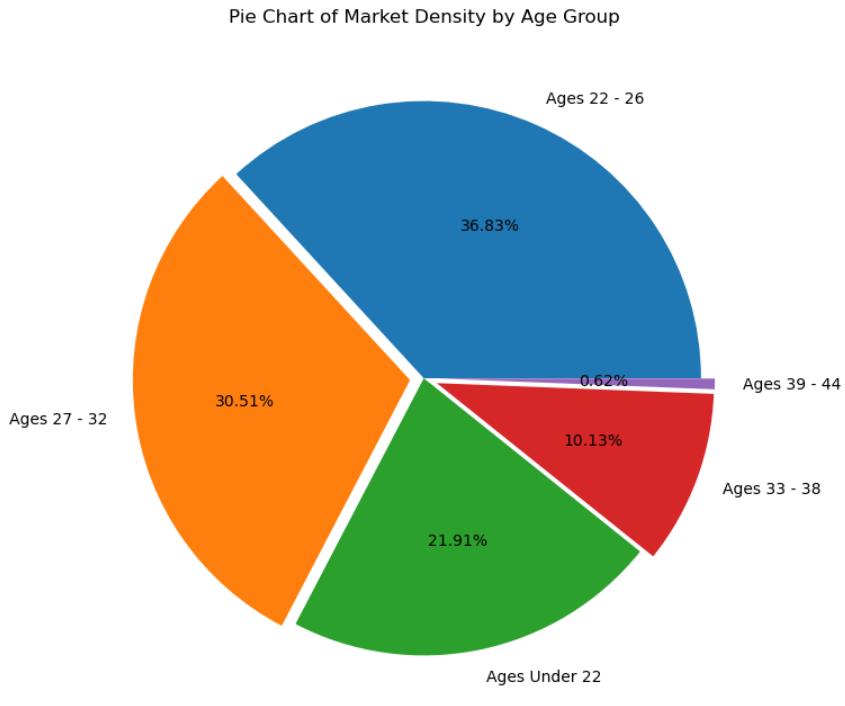 Pie Chart of Market Density by Age Group
Ages 22 - 26
36.83%
Ages 27 - 32
30.51%
Ages Under 22
21.91%
Ages 33 - 38
10.13%
Ages 39 - 44
0.62%